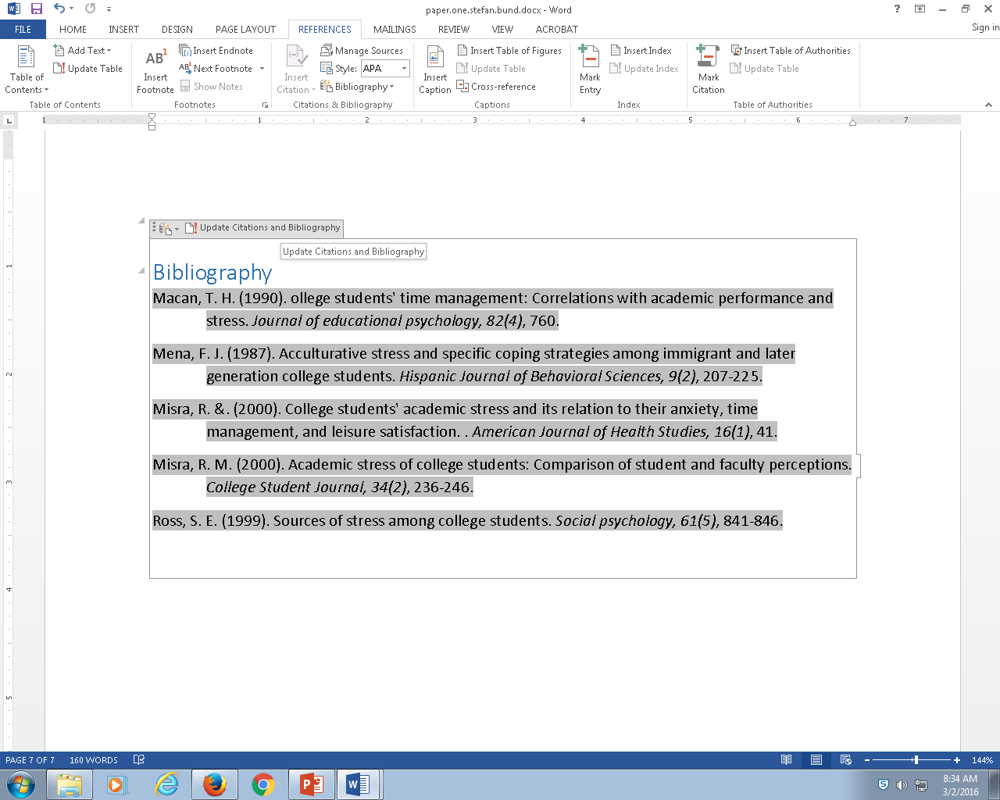 paper.one.stefan.bund.docx - Word
FILE HOME INSERT DESIGN PAGE LAYOUT REFERENCES MAILINGS REVIEW VIEW ACROBAT Sign in
Table of Contents
Add Text
Update Table
Table of Contents
AB1
Insert Footnote
Insert Endnote
Next Footnote
Show Notes
Footnotes
Insert Citation
Manage Sources
Style: APA
Bibliography
Citations & Bibliography
Insert Caption
Insert Table of Figures
Update Table
Cross-reference
Captions
Mark Entry
Insert Index
Update Index
Index
Mark Citation
Insert Table of Authorities
Update Table
Table of Authorities
1 1 2 3 4 5 6 7
Update Citations and Bibliography
Update Citations and Bibliography
Bibliography
Macan, T. H. (1990). ollege students' time management: Correlations with academic performance and
stress. Journal of educational psychology, 82(4), 760.
Mena, F. J. (1987). Acculturative stress and specific coping strategies among immigrant and later
generation college students. Hispanic Journal of Behavioral Sciences, 9(2), 207-225.
Misra, R. &. (2000). College students' academic stress and its relation to their anxiety, time
management, and leisure satisfaction. . American Journal of Health Studies, 16(1), 41.
Misra, R. M. (2000). Academic stress of college students: Comparison of student and faculty perceptions.
College Student Journal, 34(2), 236-246.
Ross, S. E. (1999). Sources of stress among college students. Social psychology, 61(5), 841-846.
1
2
3
4
5
PAGE 7 OF 7 160 WORDS 144%
8:34 AM
3/2/2016